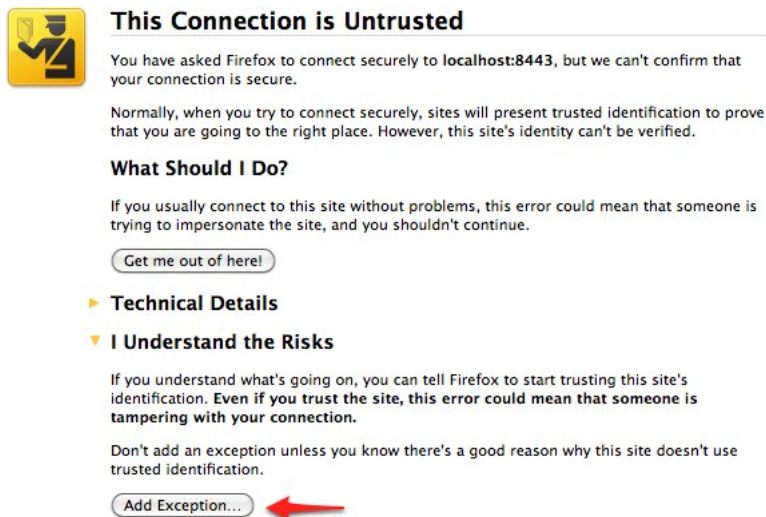 This Connection is Untrusted
You have asked Firefox to connect securely to localhost:8443, but we can't confirm that
your connection is secure.
Normally, when you try to connect securely, sites will present trusted identification to prove
that you are going to the right place. However, this site's identity can't be verified.
What Should I Do?
If you usually connect to this site without problems, this error could mean that someone is
trying to impersonate the site, and you shouldn't continue.
Get me out of here!
Technical Details
I Understand the Risks
If you understand what's going on, you can tell Firefox to start trusting this site's
identification. Even if you trust the site, this error could mean that someone is
tampering with your connection.
Don't add an exception unless you know there's a good reason why this site doesn't use
trusted identification.
Add Exception...